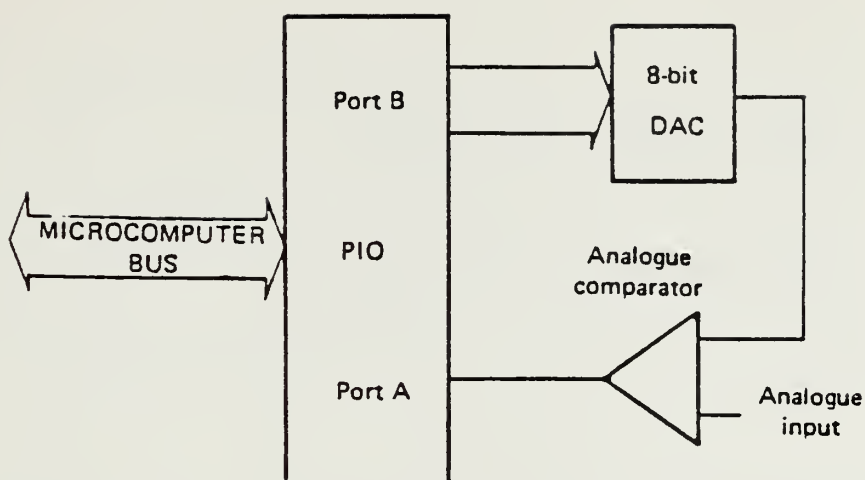 Port B
8-bit
DAC
MICROCOMPUTER
BUS
PIO
Analogue
comparator
Port A
Analogue
input